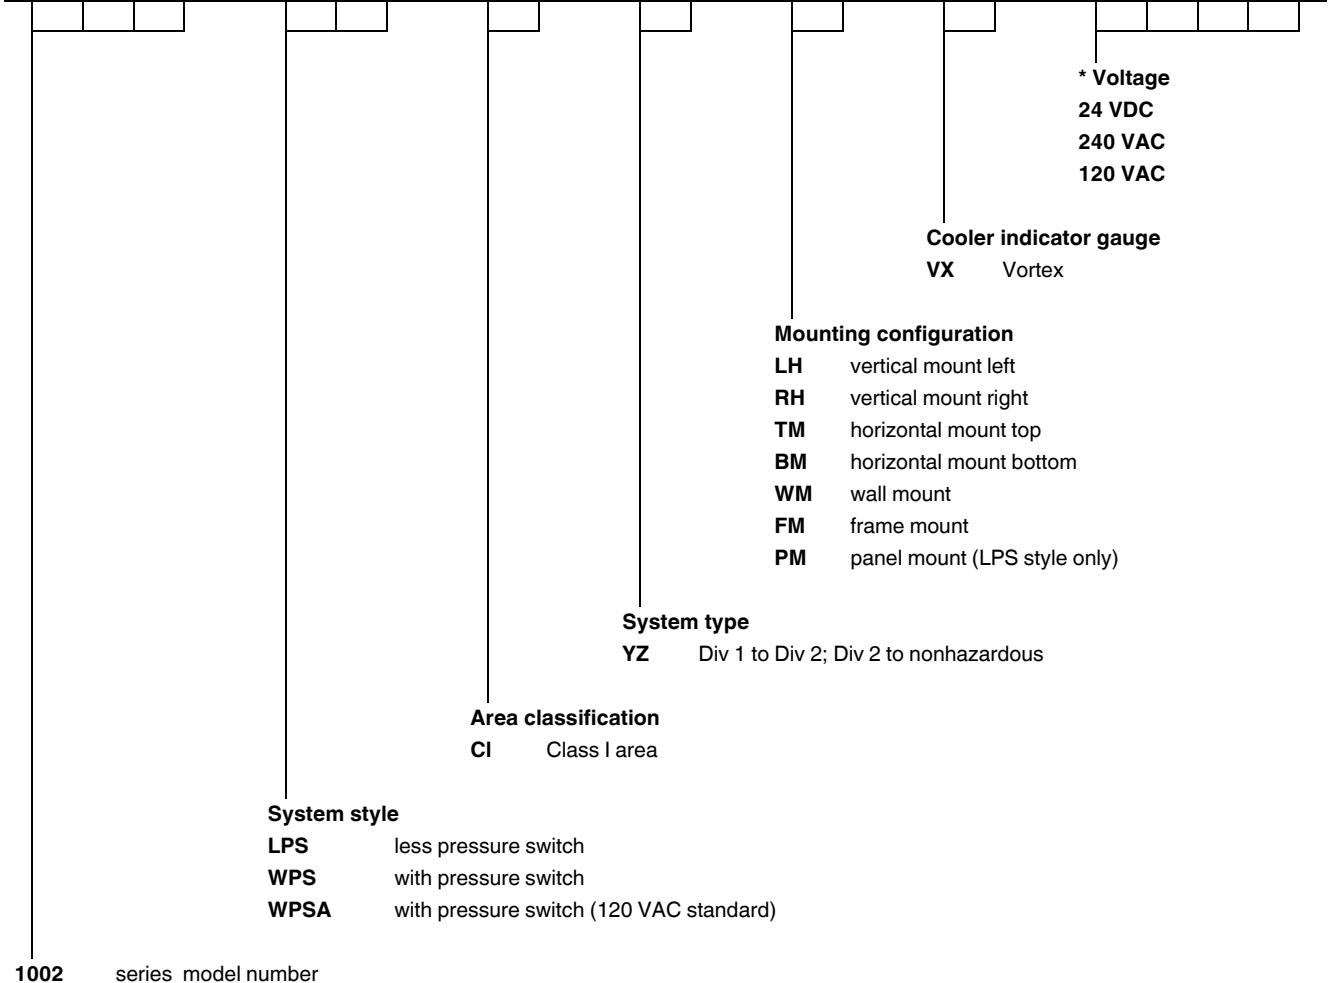 * Voltage
24 VDC
240 VAC
120 VAC
Cooler indicator gauge
VX Vortex
Mounting configuration
LH vertical mount left
RH vertical mount right
TM horizontal mount top
BM horizontal mount bottom
WM wall mount
FM frame mount
PM panel mount (LPS style only)
System type
YZ Div 1 to Div 2; Div 2 to nonhazardous
Area classification
CI Class I area
System style
LPS less pressure switch
WPS with pressure switch
WPSA with pressure switch (120 VAC standard)
1002 series model number